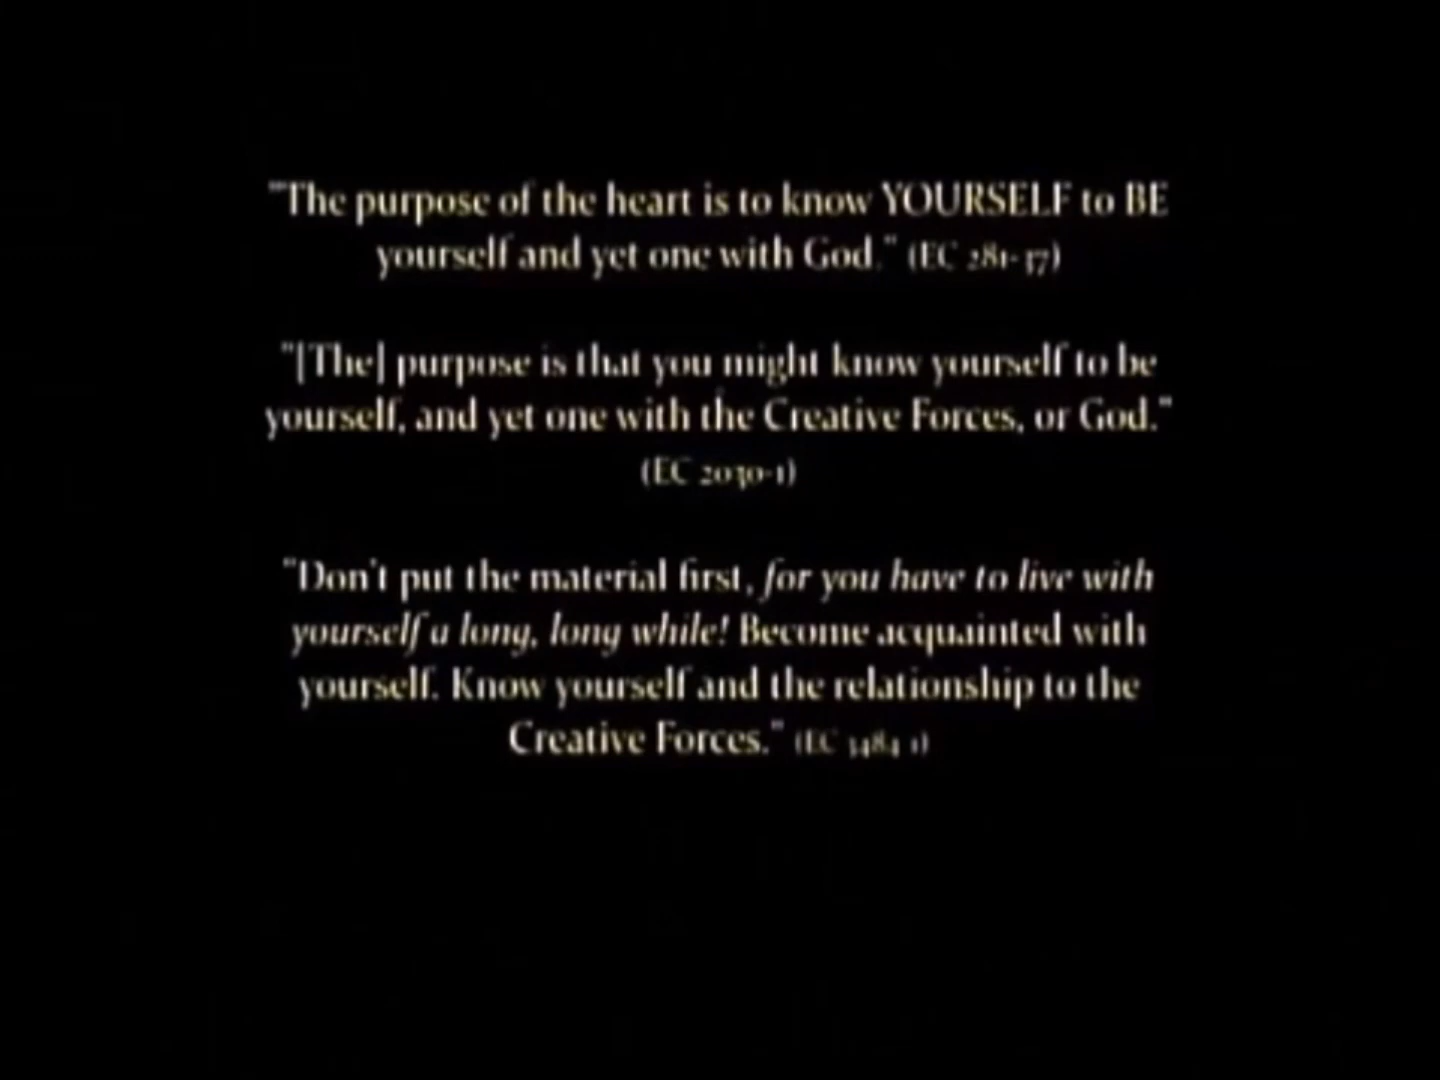 "The purpose of the heart is to know YOURSELF to BE
yourself and yet one with God." (EC 281-37)
"[The] purpose is that you might know yourself to be
yourself, and yet one with the Creative Forces, or God."
(EC 2030-1)
"Don't put the material first, for you have to live with
yourself a long, long while! Become acquainted with
yourself. Know yourself and the relationship to the
Creative Forces." (EC 3484-1)